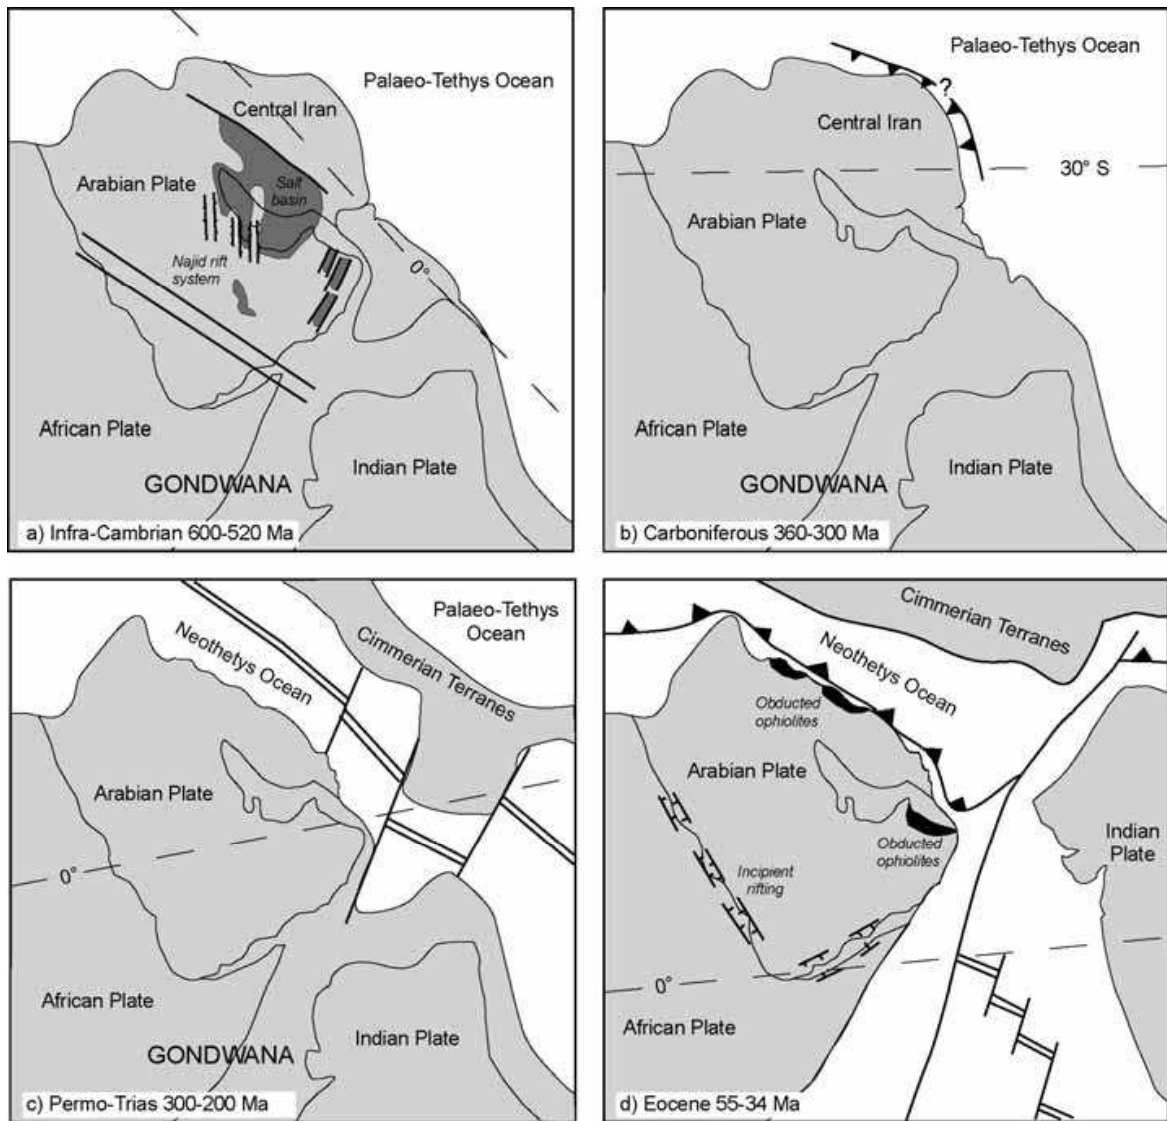 Palaeo-Tethys Ocean
Central Iran
Arabian Plate
Salt
basin
Najid rift
system
0°
African Plate
Indian Plate
GONDWANA
a) Infra-Cambrian 600-520 Ma
Palaeo-Tethys Ocean
?
Central Iran
30° S
Arabian Plate
African Plate
Indian Plate
GONDWANA
b) Carboniferous 360-300 Ma
Palaeo-Tethys
Ocean
Neothetys Ocean
Cimmerian Terranes
Arabian Plate
0°
African Plate
Indian Plate
GONDWANA
c) Permo-Trias 300-200 Ma
Cimmerian Terranes
Neothetys Ocean
Obducted
ophiolites
Arabian Plate
Indian
Plate
Obducted
ophiolites
Incipient
rifting
0°
African Plate
d) Eocene 55-34 Ma